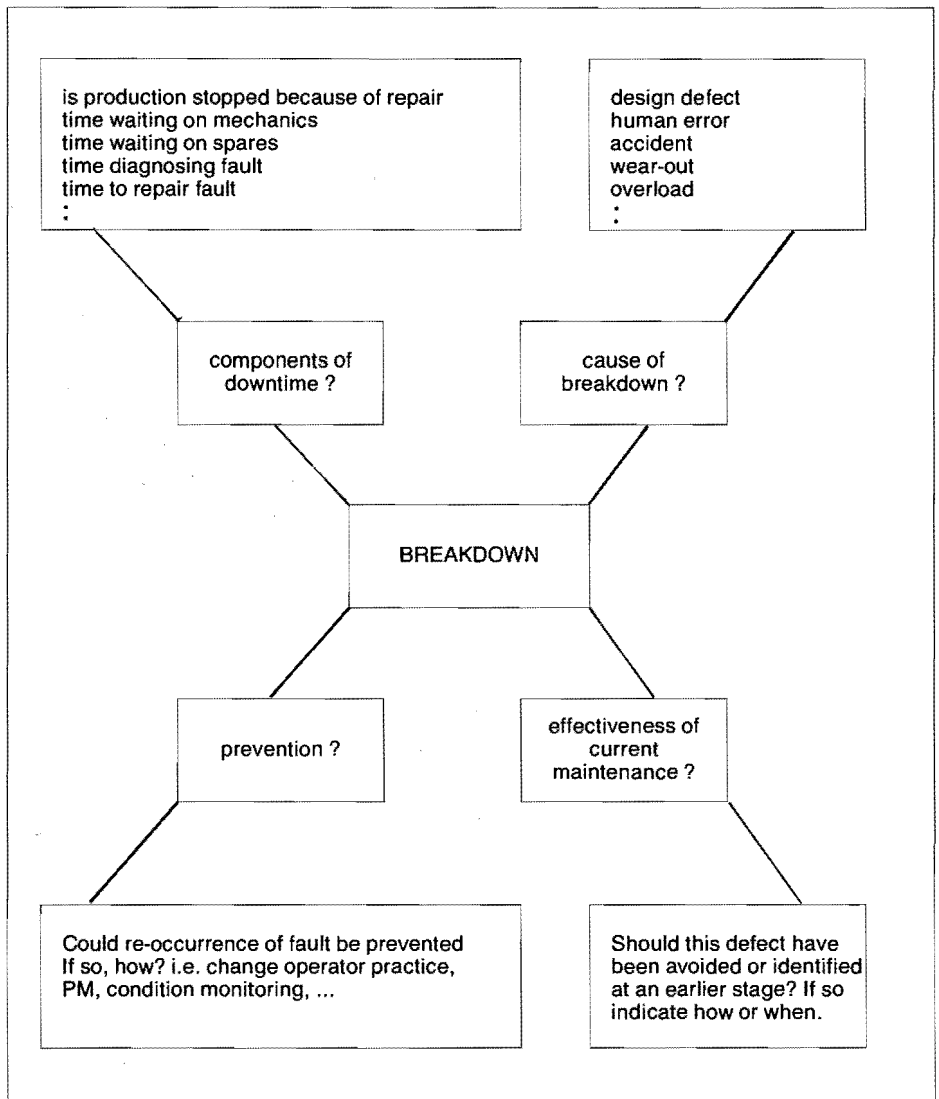 is production stopped because of repair
time waiting on mechanics
time waiting on spares
time diagnosing fault
time to repair fault
:
design defect
human error
accident
wear-out
overload
:
components of
downtime ?
cause of
breakdown ?
BREAKDOWN
prevention ?
effectiveness of
current
maintenance ?
Could re-occurrence of fault be prevented
If so, how? i.e. change operator practice,
PM, condition monitoring, ...
Should this defect have
been avoided or identified
at an earlier stage? If so
indicate how or when.